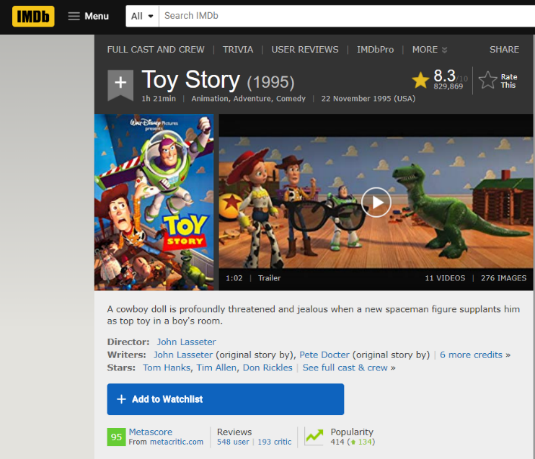 IMDb Menu All Search IMDb
FULL CAST AND CREW | TRIVIA | USER REVIEWS | IMDbPro | MORE SHARE
+ Toy Story (1995) 8.3/10 829,869 Rate This
1h 21min | Animation, Adventure, Comedy | 22 November 1995 (USA)
Walt Disney Pictures
presents
TOY
STORY
1:02 | Trailer 11 VIDEOS | 276 IMAGES
A cowboy doll is profoundly threatened and jealous when a new spaceman figure supplants him
as top toy in a boy's room.
Director: John Lasseter
Writers: John Lasseter (original story by), Pete Docter (original story by) | 6 more credits »
Stars: Tom Hanks, Tim Allen, Don Rickles | See full cast & crew »
+ Add to Watchlist
95 Metascore Reviews Popularity
From metacritic.com 548 user | 193 critic 414 (↑ 134)